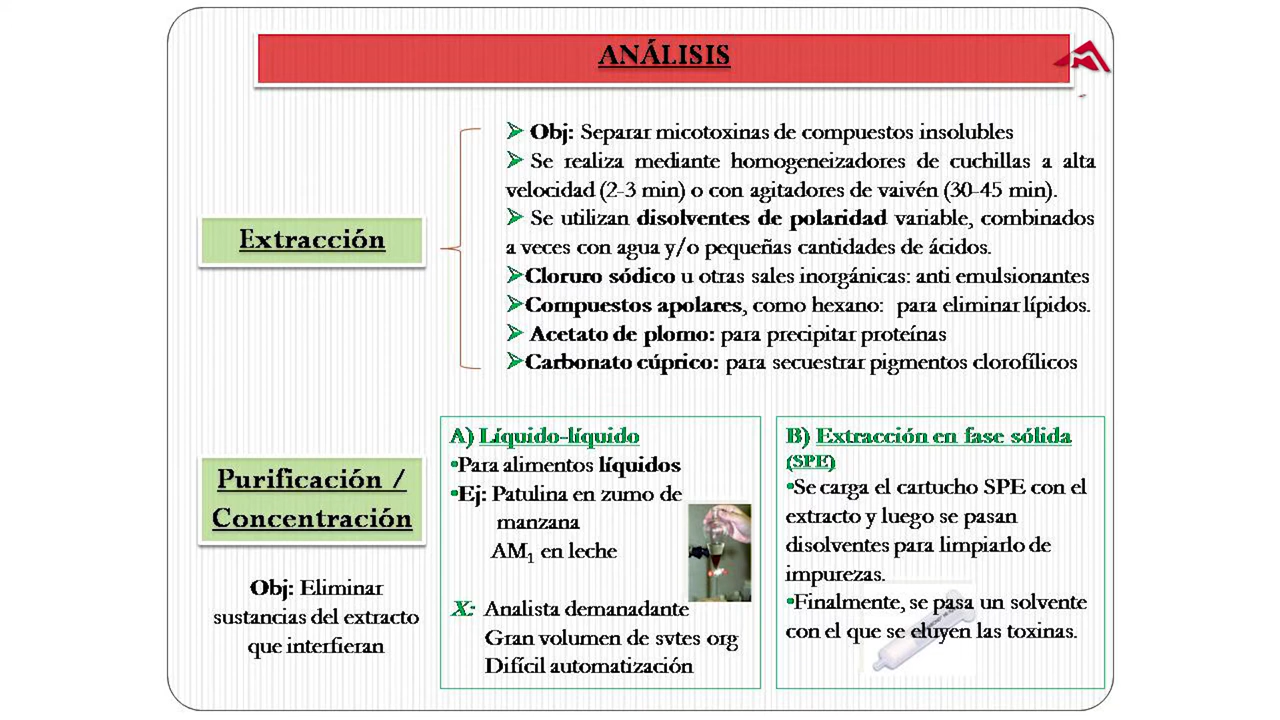 ANÁLISIS
Extracción
➢ Obj: Separar micotoxinas de compuestos insolubles
➢ Se realiza mediante homogeneizadores de cuchillas a alta
velocidad (2-3 min) o con agitadores de vaivén (30-45 min).
➢ Se utilizan disolventes de polaridad variable, combinados
a veces con agua y/o pequeñas cantidades de ácidos.
➢Cloruro sódico u otras sales inorgánicas: anti emulsionantes
➢Compuestos apolares, como hexano: para eliminar lípidos.
➢ Acetato de plomo: para precipitar proteínas
➢Carbonato cúprico: para secuestrar pigmentos clorofílicos
Purificación /
Concentración
Obj: Eliminar
sustancias del extracto
que interfieran
A) Líquido-líquido
•Para alimentos líquidos
•Ej: Patulina en zumo de
manzana
AM₁ en leche
X: Analista demanadante
Gran volumen de svtes org
Difícil automatización
B) Extracción en fase sólida
(SPE)
•Se carga el cartucho SPE con el
extracto y luego se pasan
disolventes para limpiarlo de
impurezas.
•Finalmente, se pasa un solvente
con el que se eluyen las toxinas.